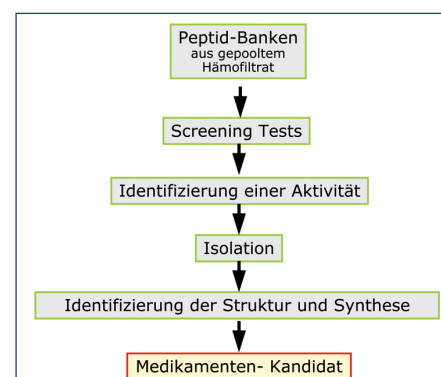 Peptid-Banken
aus gepooltem
Hämofiltrat
Screening Tests
Identifizierung einer Aktivität
Isolation
Identifizierung der Struktur und Synthese
Medikamenten- Kandidat